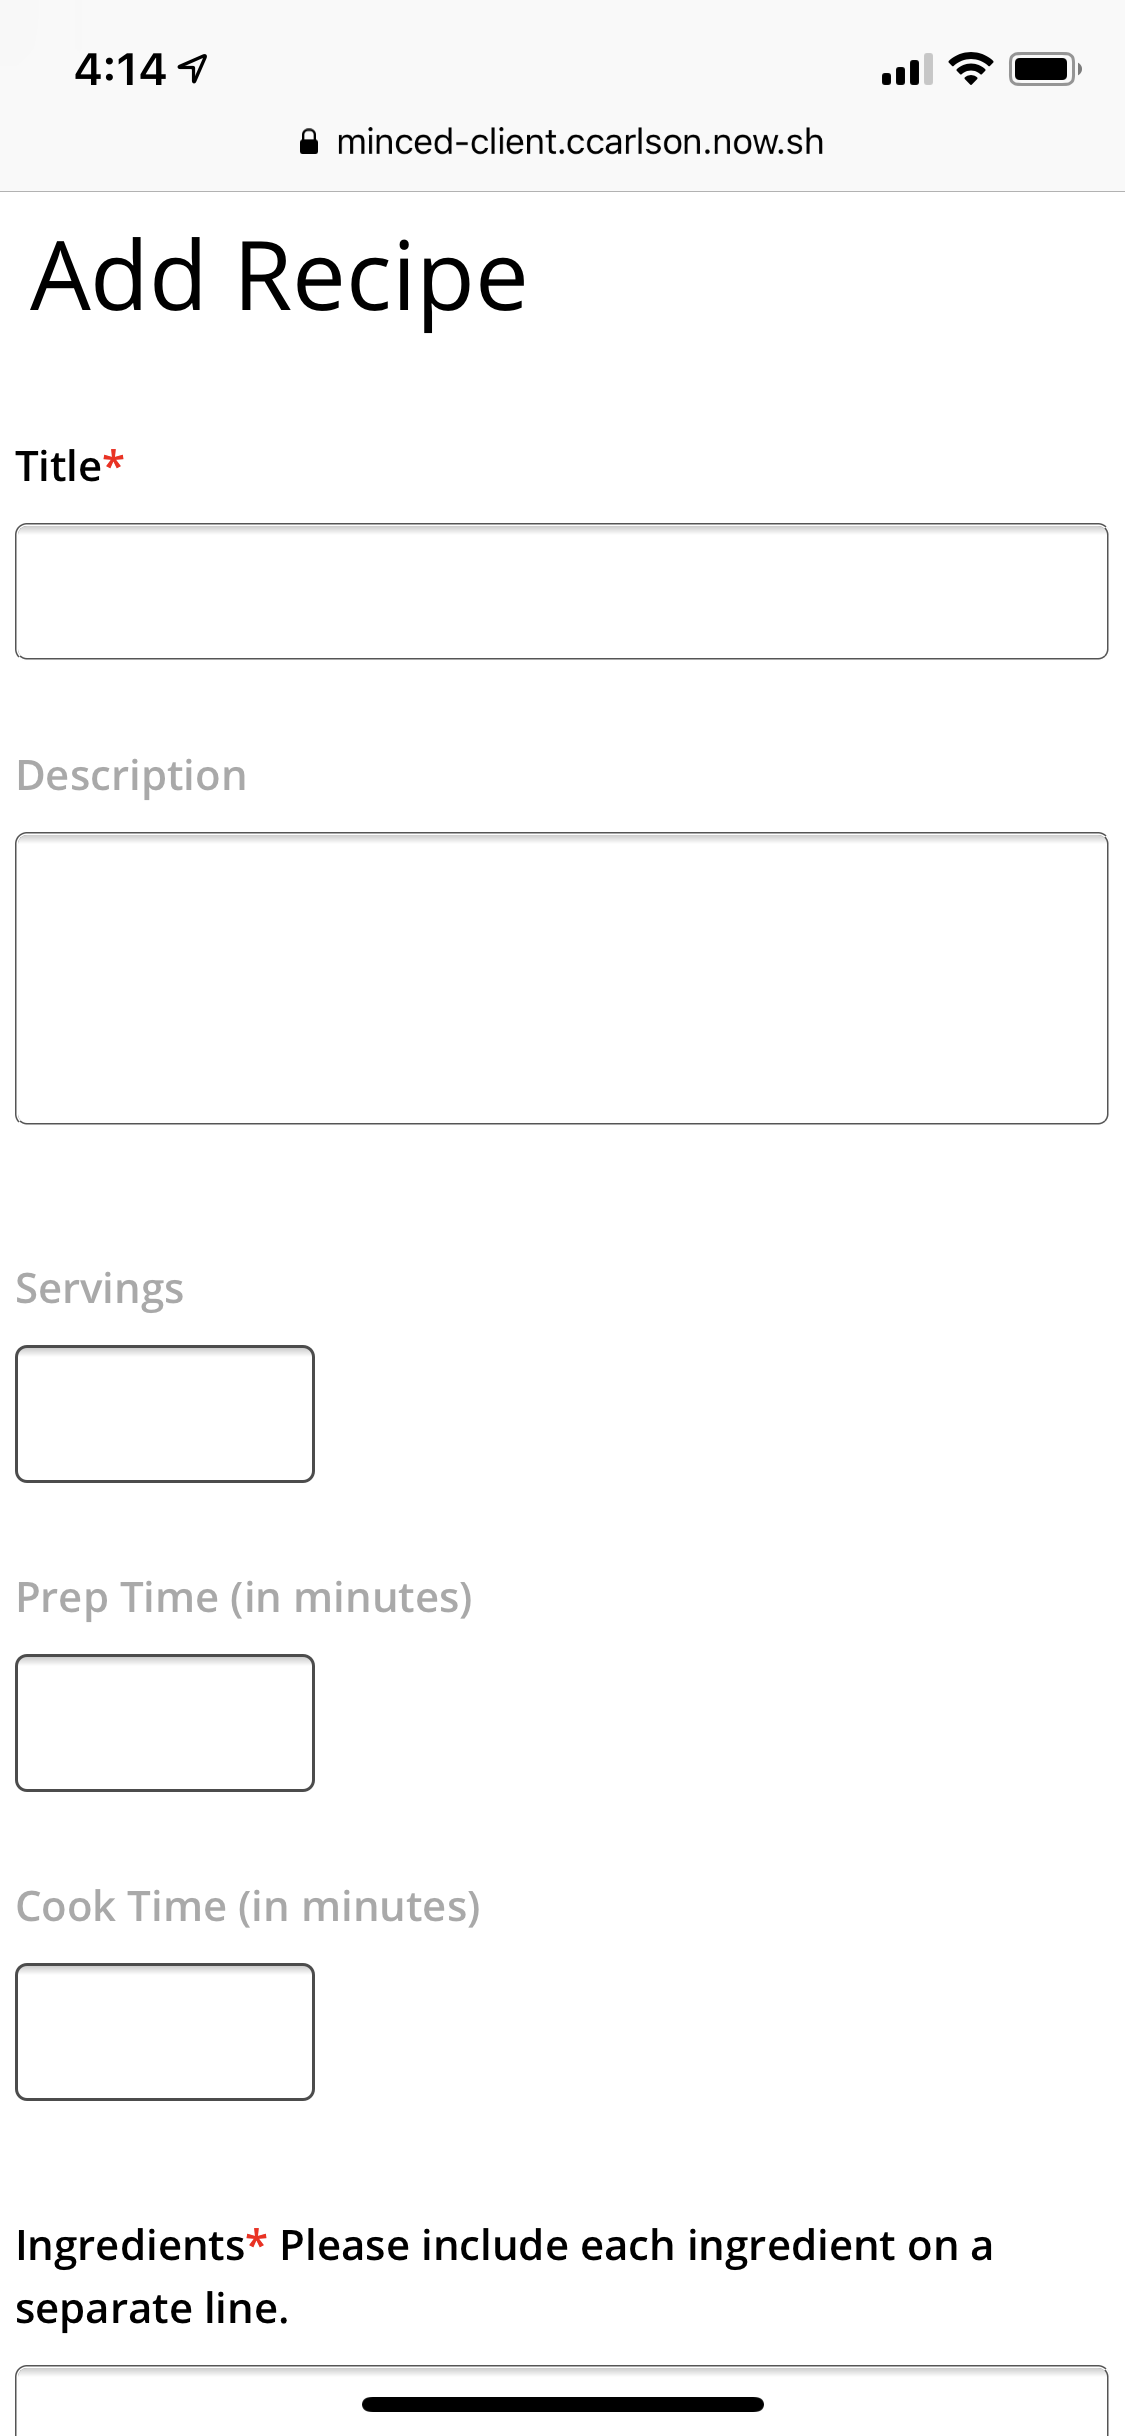 4:14
minced-client.ccarlson.now.sh
Add Recipe
Title*
Description
Servings
Prep Time (in minutes)
Cook Time (in minutes)
Ingredients* Please include each ingredient on a
separate line.